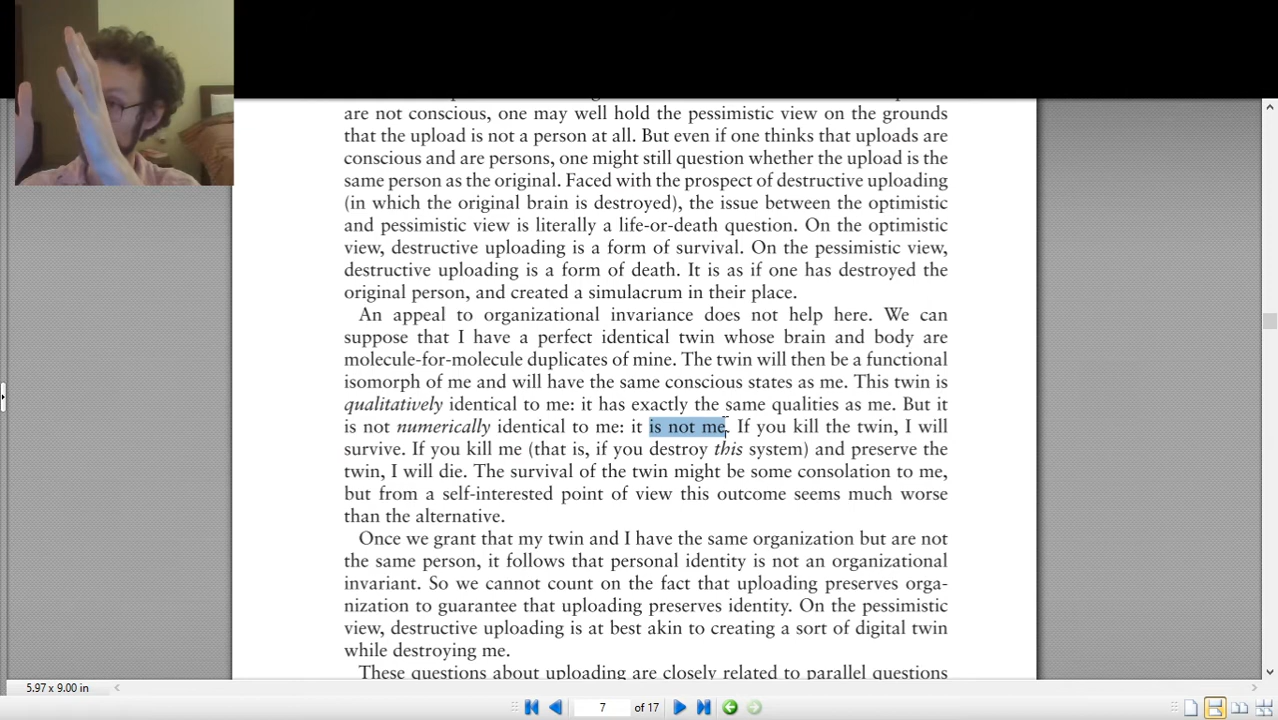 are not conscious, one may well hold the pessimistic view on the grounds
that the upload is not a person at all. But even if one thinks that uploads are
conscious and are persons, one might still question whether the upload is the
same person as the original. Faced with the prospect of destructive uploading
(in which the original brain is destroyed), the issue between the optimistic
and pessimistic view is literally a life-or-death question. On the optimistic
view, destructive uploading is a form of survival. On the pessimistic view,
destructive uploading is a form of death. It is as if one has destroyed the
original person, and created a simulacrum in their place.
An appeal to organizational invariance does not help here. We can
suppose that I have a perfect identical twin whose brain and body are
molecule-for-molecule duplicates of mine. The twin will then be a functional
isomorph of me and will have the same conscious states as me. This twin is
qualitatively identical to me: it has exactly the same qualities as me. But it
is not numerically identical to me: it is not me. If you kill the twin, I will
survive. If you kill me (that is, if you destroy this system) and preserve the
twin, I will die. The survival of the twin might be some consolation to me,
but from a self-interested point of view this outcome seems much worse
than the alternative.
Once we grant that my twin and I have the same organization but are not
the same person, it follows that personal identity is not an organizational
invariant. So we cannot count on the fact that uploading preserves orga-
nization to guarantee that uploading preserves identity. On the pessimistic
view, destructive uploading is at best akin to creating a sort of digital twin
while destroying me.
These questions about uploading are closely related to parallel questions
5.97 x 9.00 in
7 of 17